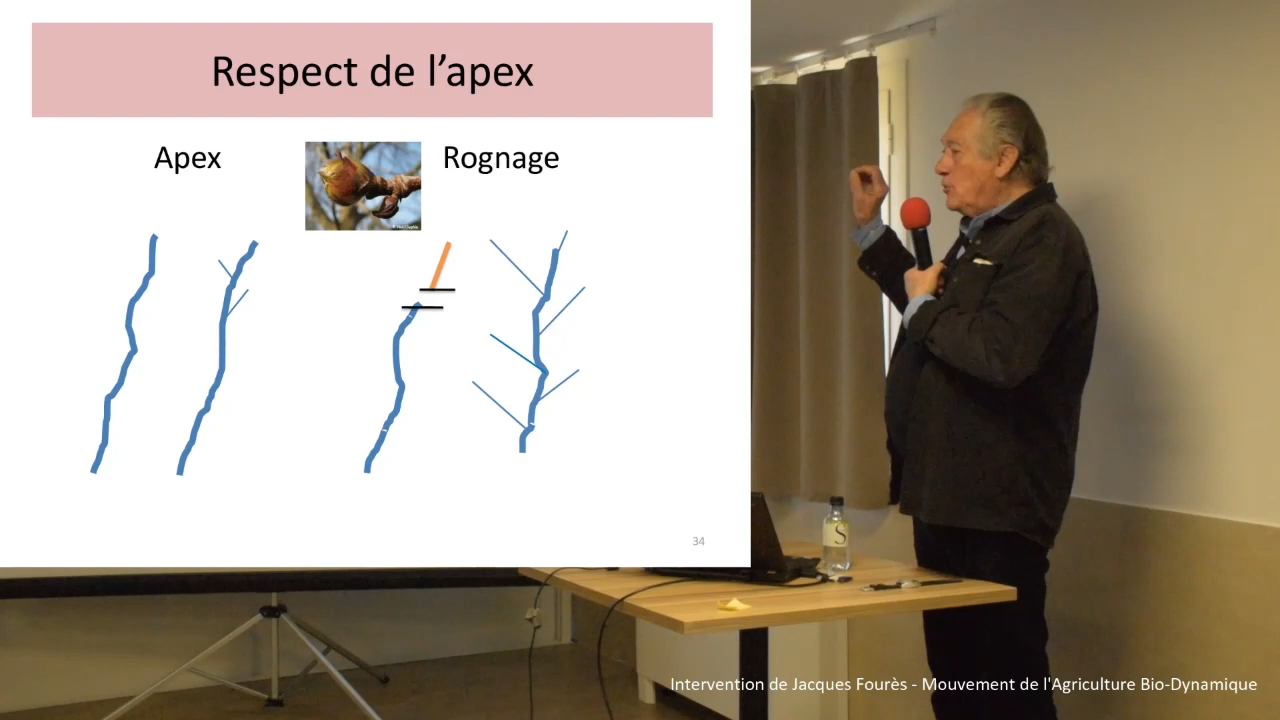 Respect de l’apex
Apex
Rognage
34
S
Intervention de Jacques Fourès - Mouvement de l'Agriculture Bio-Dynamique